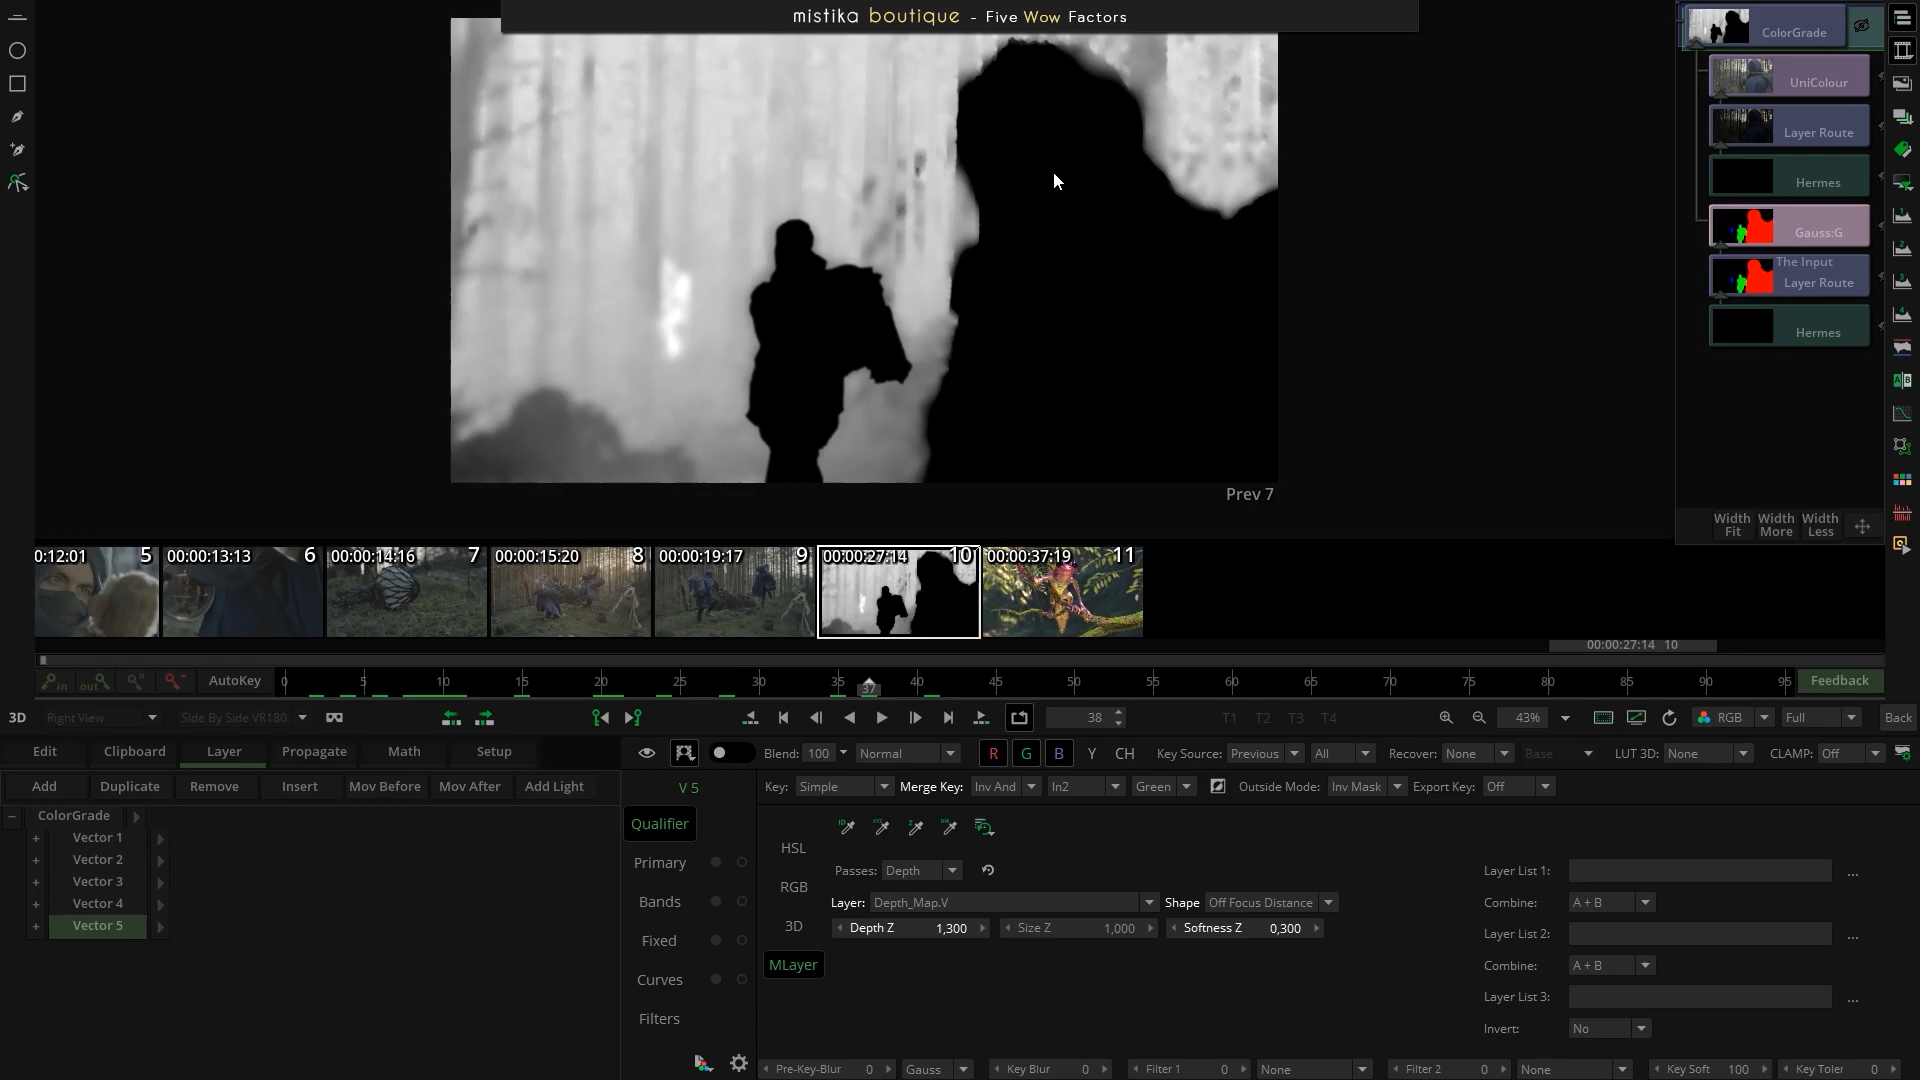 mistika boutique - Five Wow Factors
ColorGrade
UniColour
Layer Route
Hermes
Gauss:G
The Input
Layer Route
Hermes
Prev 7
Width Fit Width More Width Less
0:12:01 5 00:00:13:13 6 00:00:14:16 7 00:00:15:20 8 00:00:19:17 9 00:00:27:14 10 00:00:37:19 11
00:00:27:14 10
in out AutoKey 0 5 10 15 20 25 30 35 37 40 45 50 55 60 65 70 75 80 85 90 95 Feedback
3D Right View Side By Side VR180 38 T1 T2 T3 T4 43% RGB Full Back
Edit Clipboard Layer Propagate Math Setup Blend: 100 Normal R G B Y CH Key Source: Previous All Recover: None Base LUT 3D: None CLAMP: Off
Add Duplicate Remove Insert Mov Before Mov After Add Light V 5 Key: Simple Merge Key: Inv And In2 Green Outside Mode: Inv Mask Export Key: Off
ColorGrade
Vector 1
Vector 2
Vector 3
Vector 4
Vector 5
Qualifier
Primary
Bands
Fixed
Curves
Filters
HSL
RGB
3D
MLayer
Passes: Depth
Layer: Depth_Map.V Shape Off Focus Distance
Depth Z 1,300 Size Z 1,000 Softness Z 0,300
Layer List 1: ...
Combine: A + B
Layer List 2: ...
Combine: A + B
Layer List 3: ...
Invert: No
Pre-Key-Blur 0 Gauss Key Blur 0 Filter 1 0 None Filter 2 0 None Key Soft 100 Key Toler 0